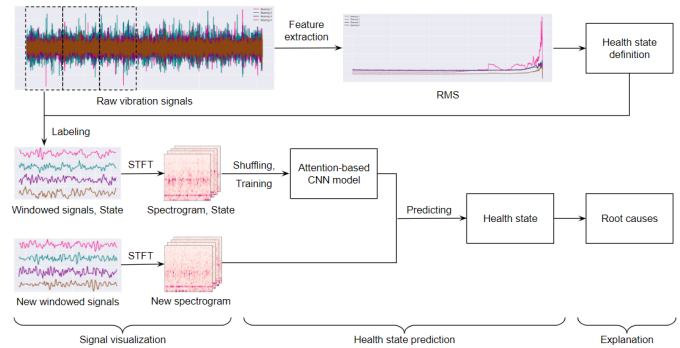 Feature
extraction
Health state
definition
Raw vibration signals
RMS
Labeling
STFT
Shuffling,
Training
Attention-based
CNN model
Windowed signals, State
Spectrogram, State
Predicting
Health state
Root causes
STFT
New windowed signals
New spectrogram
Signal visualization
Health state prediction
Explanation